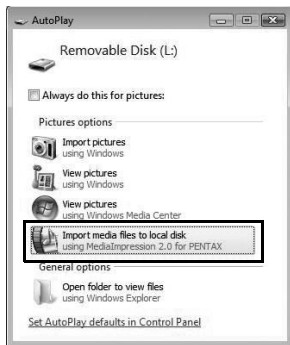 AutoPlay
Removable Disk (L:)
Always do this for pictures:
Pictures options
Import pictures
using Windows
View pictures
using Windows
View pictures
using Windows Media Center
Import media files to local disk
using MediaImpression 2.0 for PENTAX
General options
Open folder to view files
using Windows Explorer
Set AutoPlay defaults in Control Panel